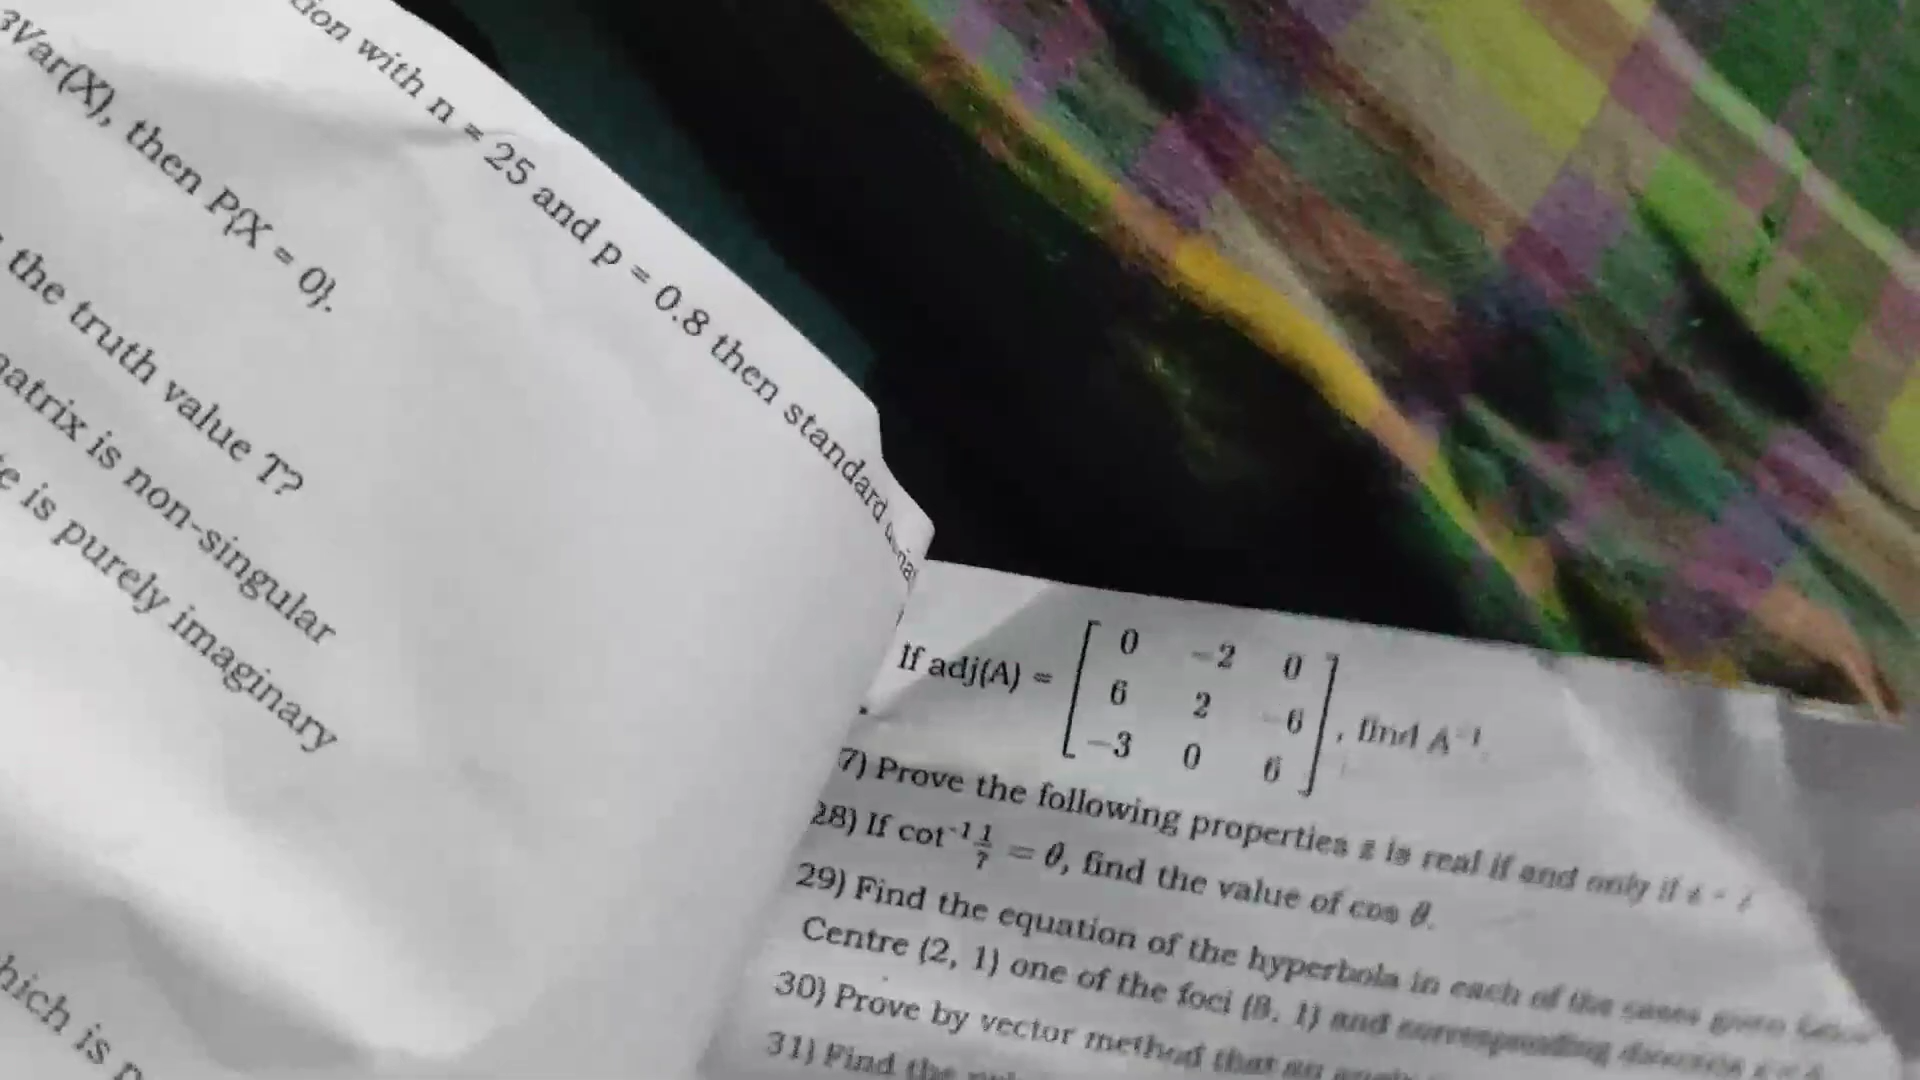 tion with n = 25 and p = 0.8 then standard
3Var(X), then P{X = 0}.
the truth value T?
matrix is non-singular
is purely imaginary
hich is
If adj(A) = [ 0 -2 0
6 2 -6
-3 0 6 ], find A⁻¹.
7) Prove the following properties z is real if and only if
28) If cot⁻¹ 1/7 = θ, find the value of cos θ.
29) Find the equation of the hyperbola in each of the cases given
Centre (2, 1) one of the foci (8, 1) and corresponding
30) Prove by vector method that an
31) Find the